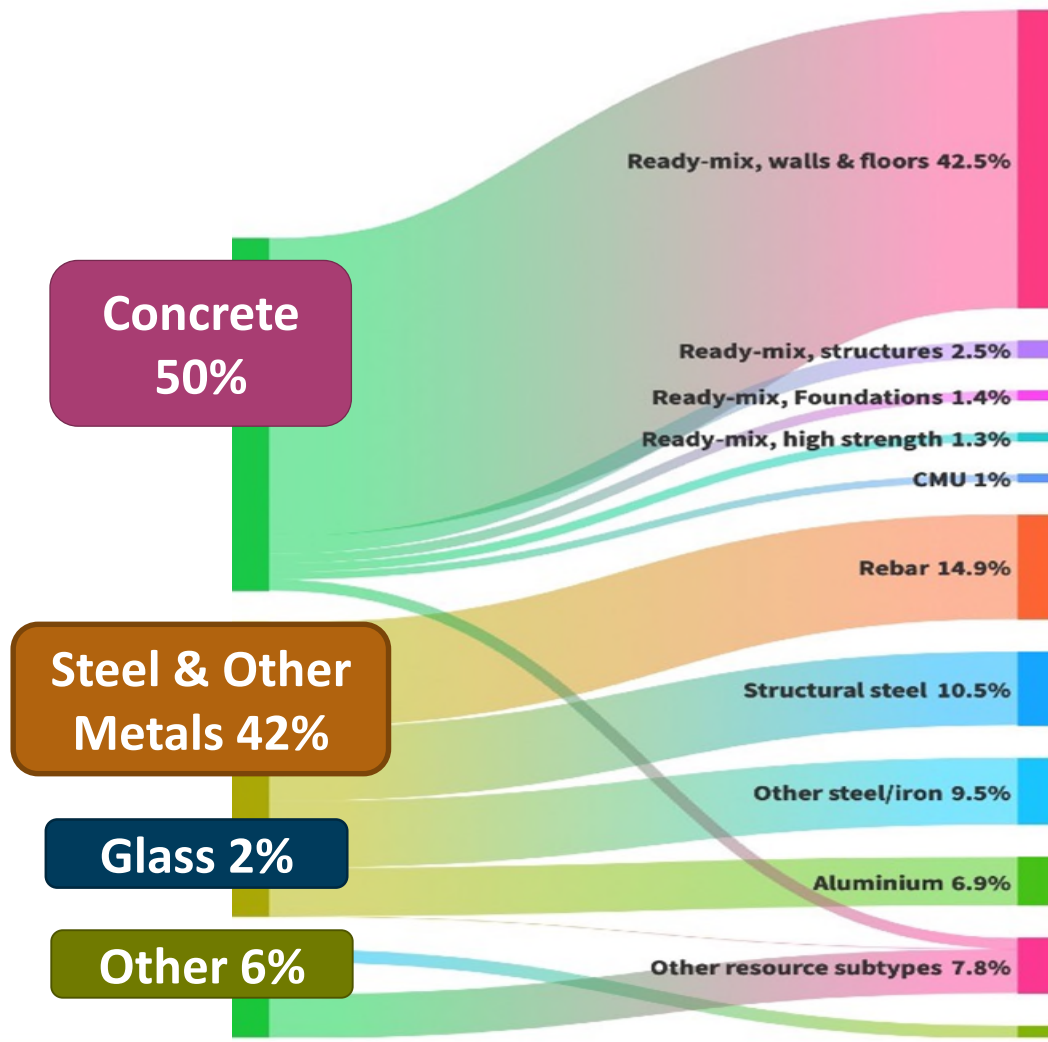 Ready-mix, walls & floors 42.5%
Concrete
50%
Ready-mix, structures 2.5%
Ready-mix, Foundations 1.4%
Ready-mix, high strength 1.3%
CMU 1%
Rebar 14.9%
Steel & Other
Metals 42%
Structural steel 10.5%
Other steel/iron 9.5%
Glass 2%
Aluminium 6.9%
Other 6%
Other resource subtypes 7.8%